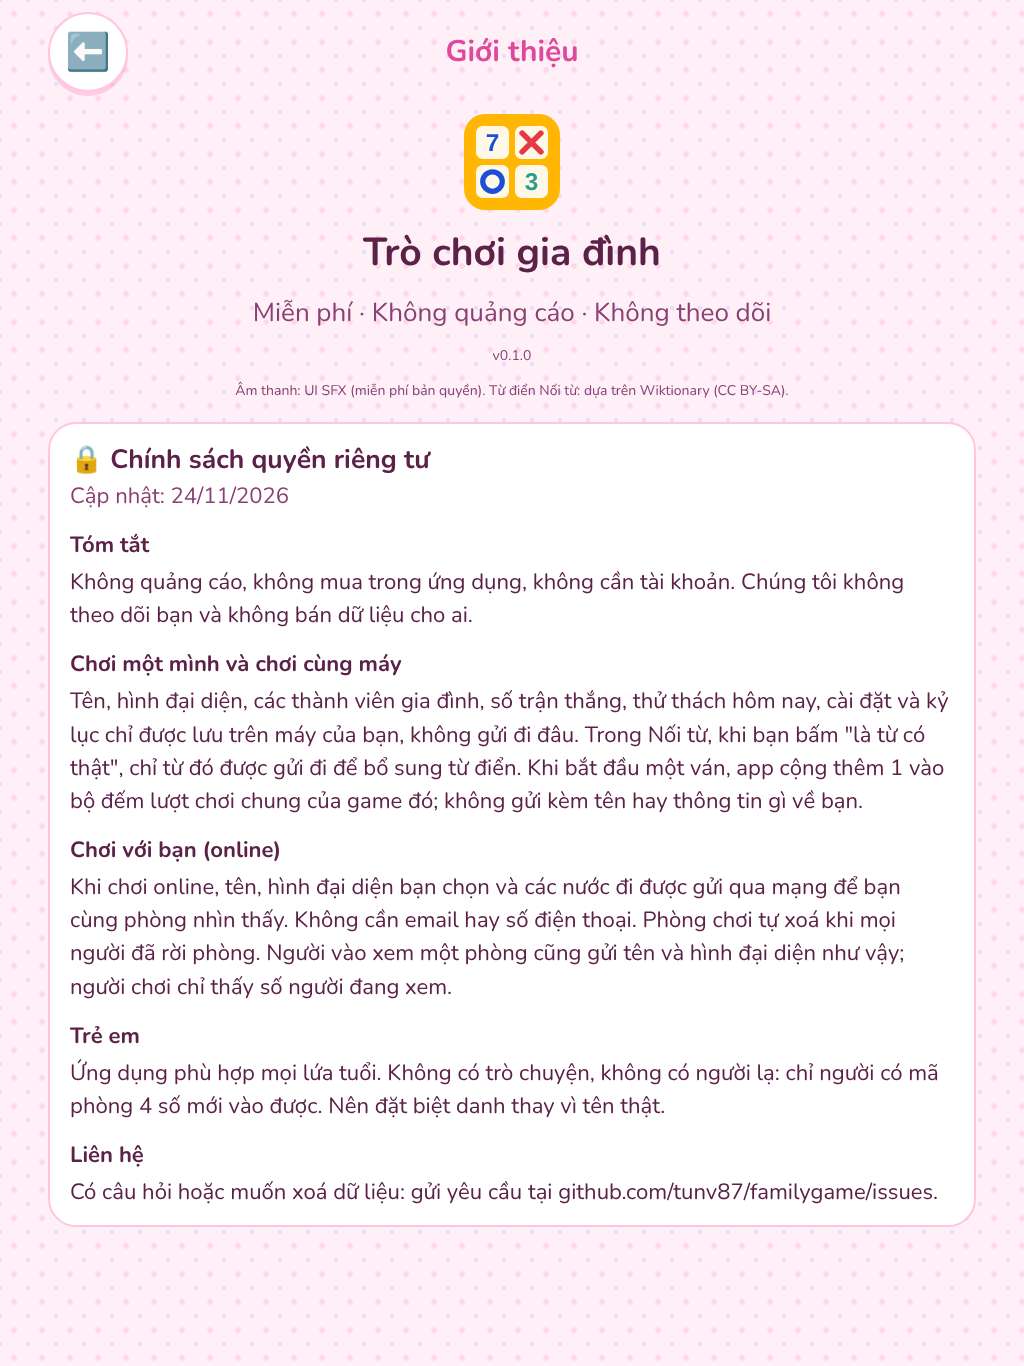 Giới thiệu
7
3
Trò chơi gia đình
Miễn phí · Không quảng cáo · Không theo dõi
v0.1.0
Âm thanh: UI SFX (miễn phí bản quyền). Từ điển Nối từ: dựa trên Wiktionary (CC BY-SA).
🔒 Chính sách quyền riêng tư
Cập nhật: 24/11/2026
Tóm tắt
Không quảng cáo, không mua trong ứng dụng, không cần tài khoản. Chúng tôi không
theo dõi bạn và không bán dữ liệu cho ai.
Chơi một mình và chơi cùng máy
Tên, hình đại diện, các thành viên gia đình, số trận thắng, thử thách hôm nay, cài đặt và kỷ
lục chỉ được lưu trên máy của bạn, không gửi đi đâu. Trong Nối từ, khi bạn bấm "là từ có
thật", chỉ từ đó được gửi đi để bổ sung từ điển. Khi bắt đầu một ván, app cộng thêm 1 vào
bộ đếm lượt chơi chung của game đó; không gửi kèm tên hay thông tin gì về bạn.
Chơi với bạn (online)
Khi chơi online, tên, hình đại diện bạn chọn và các nước đi được gửi qua mạng để bạn
cùng phòng nhìn thấy. Không cần email hay số điện thoại. Phòng chơi tự xoá khi mọi
người đã rời phòng. Người vào xem một phòng cũng gửi tên và hình đại diện như vậy;
người chơi chỉ thấy số người đang xem.
Trẻ em
Ứng dụng phù hợp mọi lứa tuổi. Không có trò chuyện, không có người lạ: chỉ người có mã
phòng 4 số mới vào được. Nên đặt biệt danh thay vì tên thật.
Liên hệ
Có câu hỏi hoặc muốn xoá dữ liệu: gửi yêu cầu tại github.com/tunv87/familygame/issues.